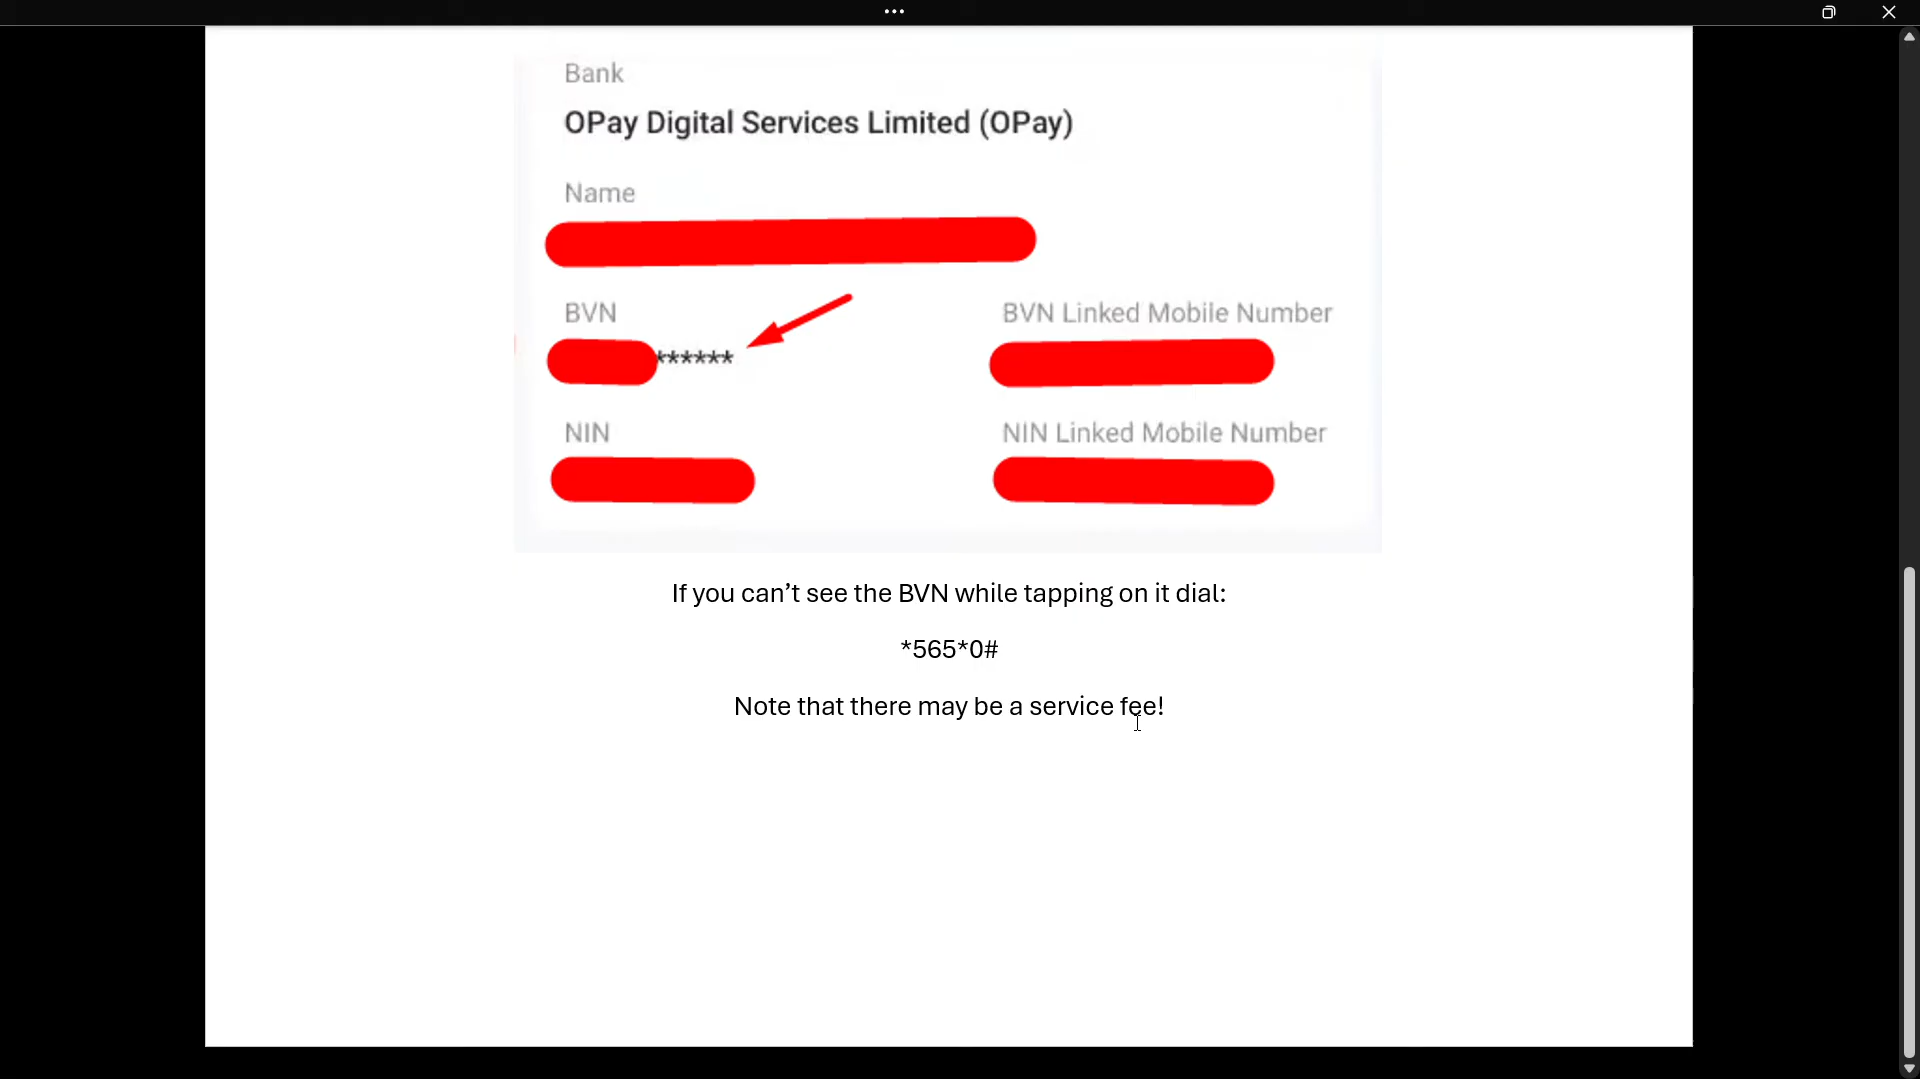 Bank
OPay Digital Services Limited (OPay)
Name
BVN
BVN Linked Mobile Number
******
NIN
NIN Linked Mobile Number
If you can’t see the BVN while tapping on it dial:
*565*0#
Note that there may be a service fee!